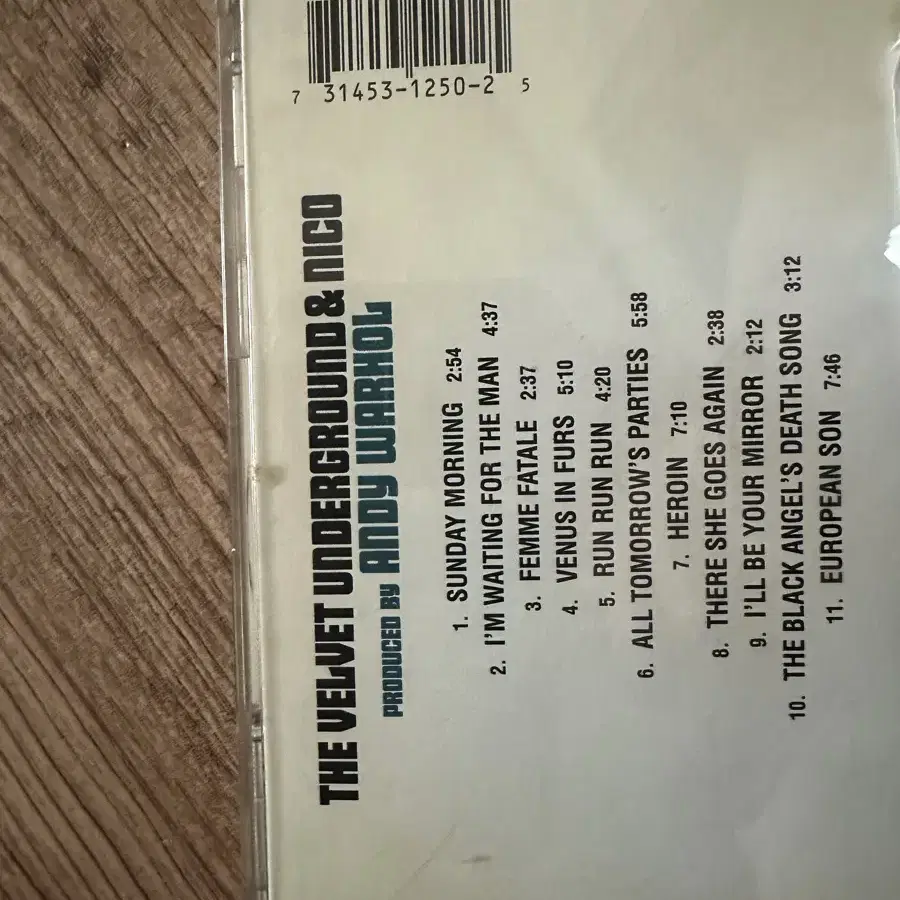 7 31453-1250-2 5
THE VELVET UNDERGROUND & NICO
PRODUCED BY ANDY WARHOL
1. SUNDAY MORNING 2:54
2. I'M WAITING FOR THE MAN 4:37
3. FEMME FATALE 2:37
4. VENUS IN FURS 5:10
5. RUN RUN RUN 4:20
6. ALL TOMORROW'S PARTIES 5:58
7. HEROIN 7:10
8. THERE SHE GOES AGAIN 2:38
9. I'LL BE YOUR MIRROR 2:12
10. THE BLACK ANGEL'S DEATH SONG 3:12
11. EUROPEAN SON 7:46